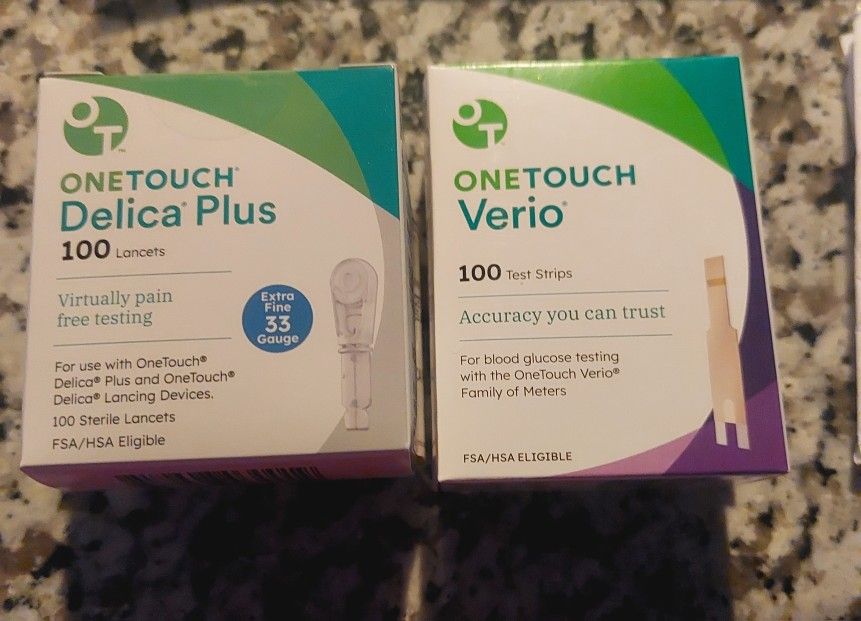 OT
ONETOUCH®
Delica® Plus
100 Lancets
Virtually pain
free testing
Extra
Fine
33
Gauge
For use with OneTouch®
Delica® Plus and OneTouch®
Delica® Lancing Devices.
100 Sterile Lancets
FSA/HSA Eligible
OT
ONETOUCH
Verio®
100 Test Strips
Accuracy you can trust
For blood glucose testing
with the OneTouch Verio®
Family of Meters
FSA/HSA ELIGIBLE